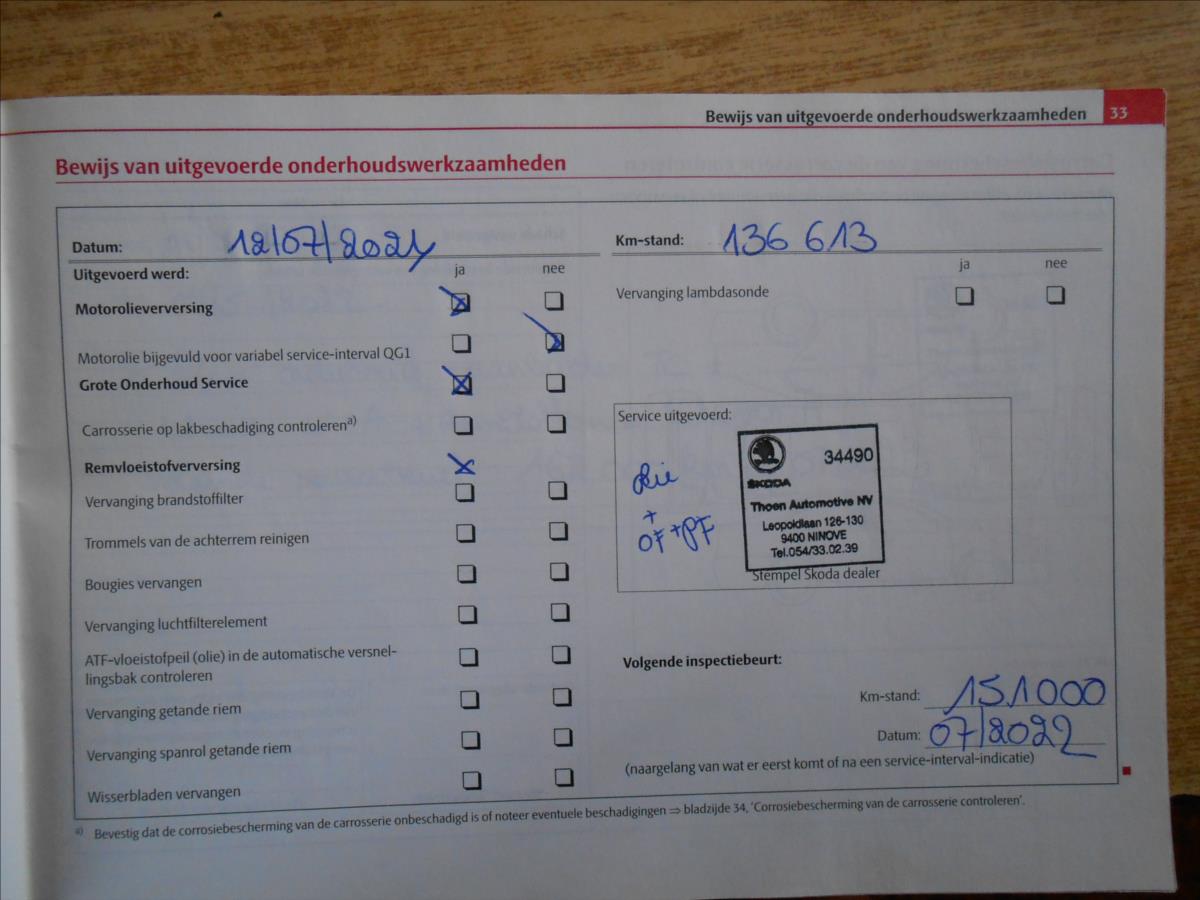 Bewijs van uitgevoerde onderhoudswerkzaamheden 33
Bewijs van uitgevoerde onderhoudswerkzaamheden
Datum: 12/07/2021
Uitgevoerd werd: ja nee
Motorolieverversing
Motorolie bijgevuld voor variabel service-interval QG1
Grote Onderhoud Service
Carrosserie op lakbeschadiging controleren a)
Remvloeistofverversing
Vervanging brandstoffilter
Trommels van de achterrem reinigen
Bougies vervangen
Vervanging luchtfilterelement
ATF-vloeistofpeil (olie) in de automatische versnel-
lingsbak controleren
Vervanging getande riem
Vervanging spanrol getande riem
Wisserbladen vervangen
Km-stand: 136 613
ja nee
Vervanging lambdasonde
Service uitgevoerd:
olie
+
OF + PF
34490
ŠKODA
Thoen Automotive NV
Leopoldlaan 126-130
9400 NINOVE
Tel.054/33.02.39
Stempel Skoda dealer
Volgende inspectiebeurt:
Km-stand: 151000
Datum: 07/2022
(naargelang van wat er eerst komt of na een service-interval-indicatie)
a) Bevestig dat de corrosiebescherming van de carrosserie onbeschadigd is of noteer eventuele beschadigingen ⇒ bladzijde 34, 'Corrosiebescherming van de carrosserie controleren'.